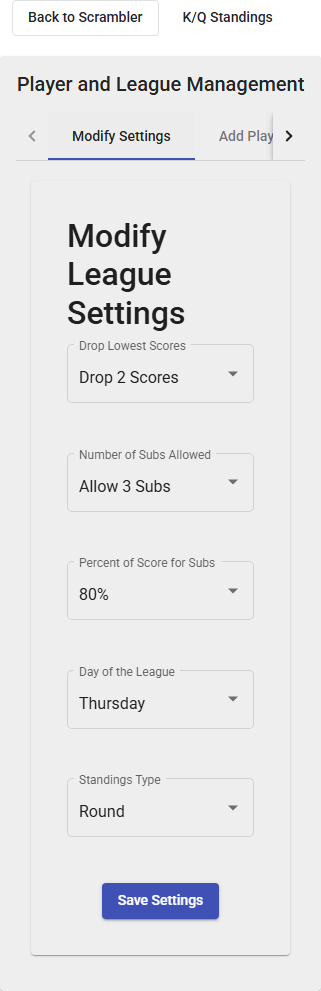 Back to Scrambler K/Q Standings
Player and League Management
Modify Settings Add Play
Modify
League
Settings
Drop Lowest Scores
Drop 2 Scores
Number of Subs Allowed
Allow 3 Subs
Percent of Score for Subs
80%
Day of the League
Thursday
Standings Type
Round
Save Settings